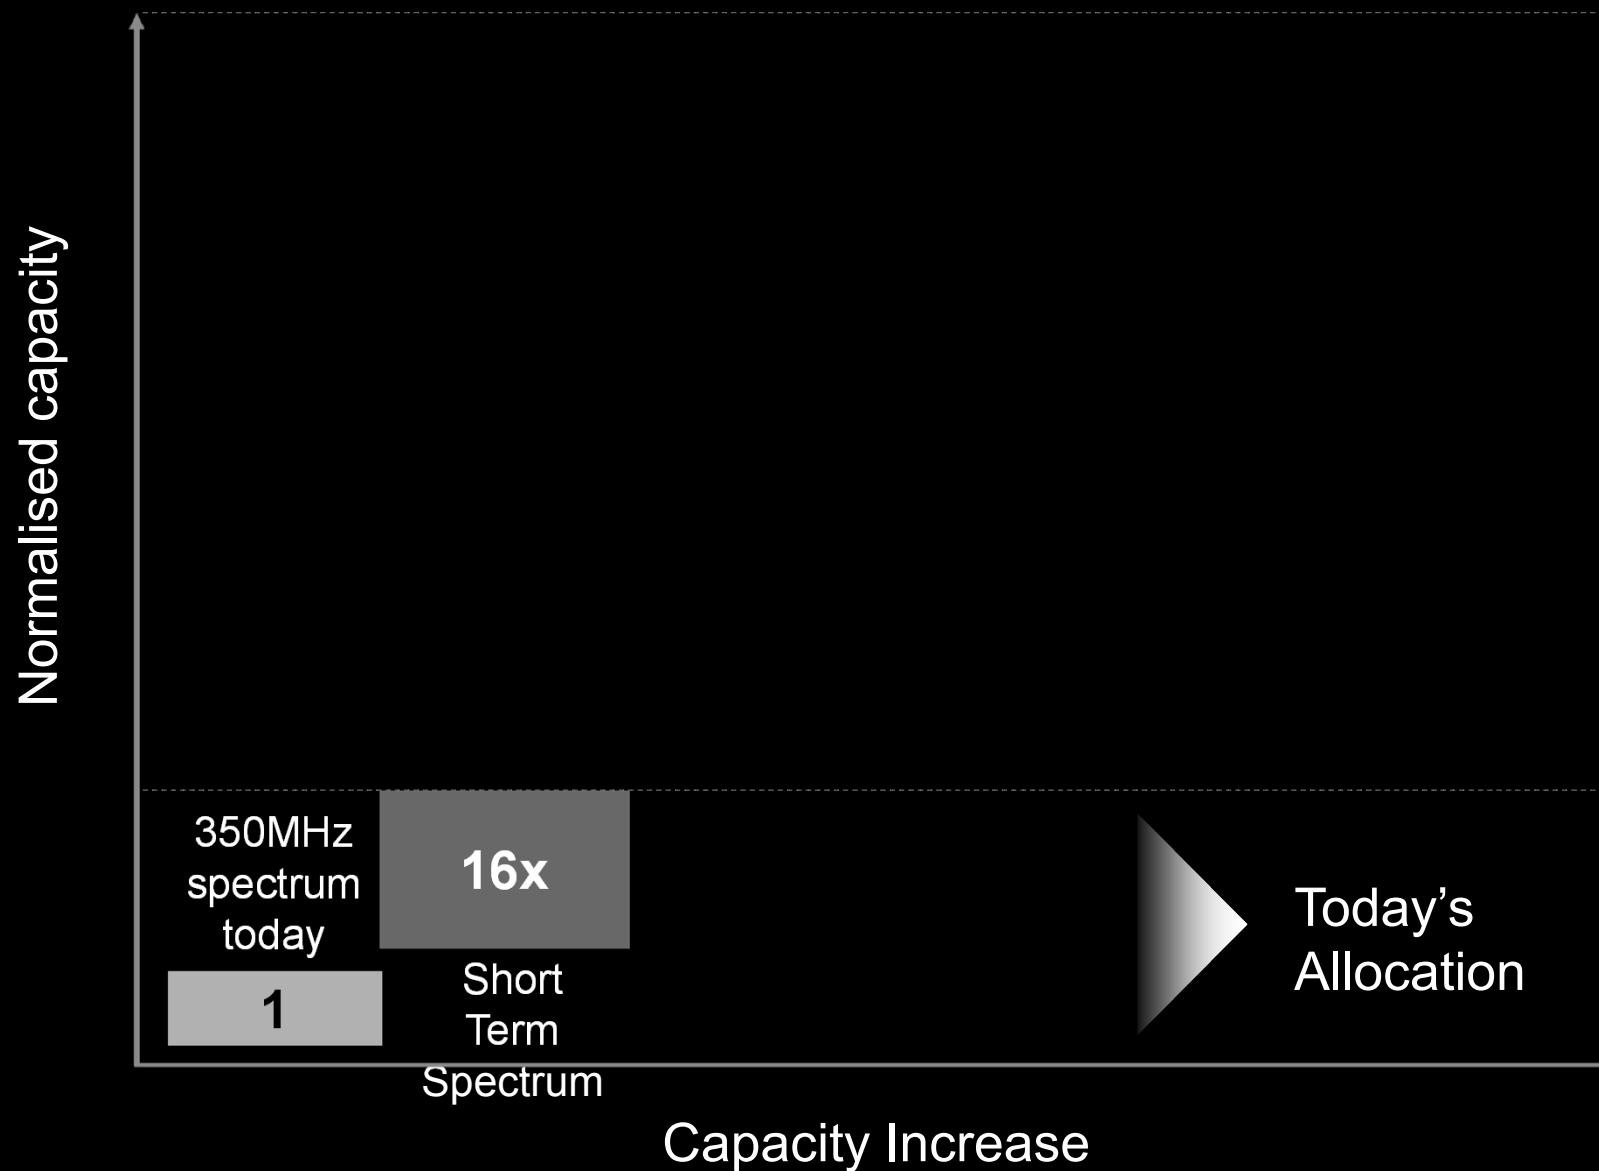 Normalised capacity
350MHz
spectrum
today
1
16x
Short
Term
Spectrum
Today’s
Allocation
Capacity Increase